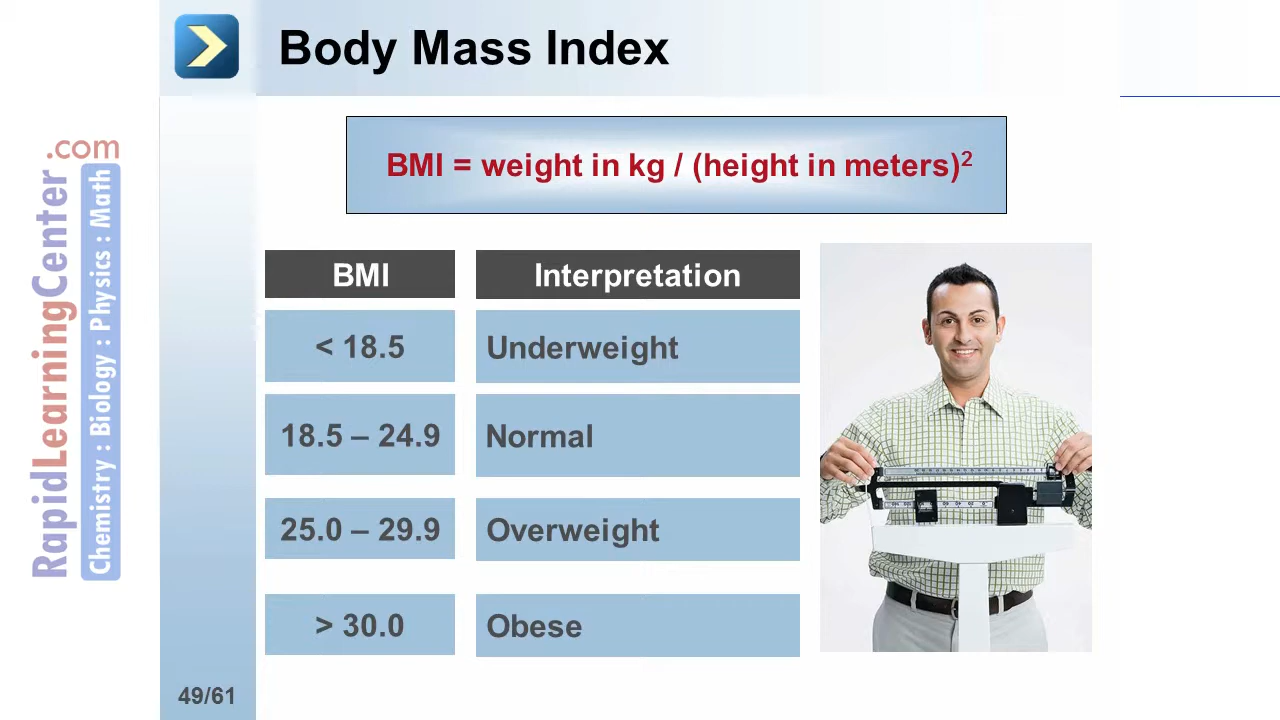 Body Mass Index
.com
RapidLearningCenter
Chemistry : Biology : Physics : Math
BMI = weight in kg / (height in meters)²
BMI Interpretation
< 18.5 Underweight
18.5 – 24.9 Normal
25.0 – 29.9 Overweight
> 30.0 Obese
49/61